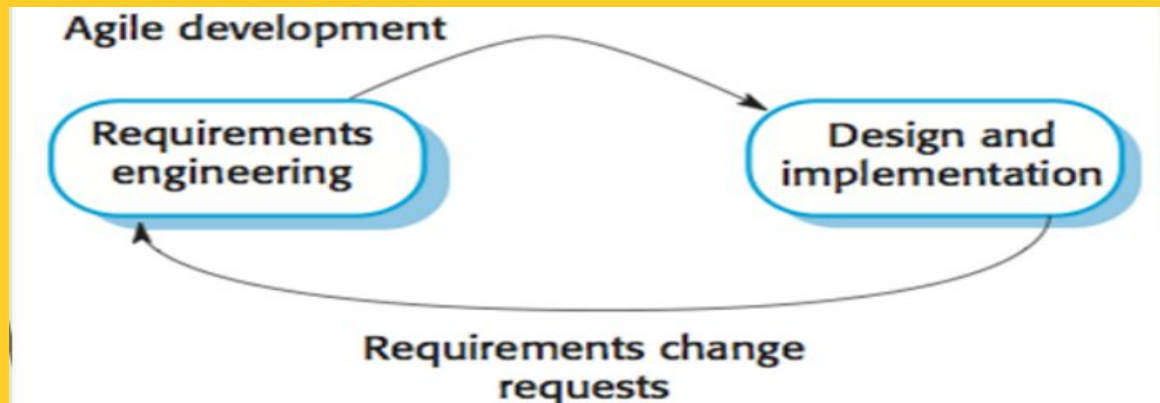 Agile development
Requirements
engineering
Design and
implementation
Requirements change
requests